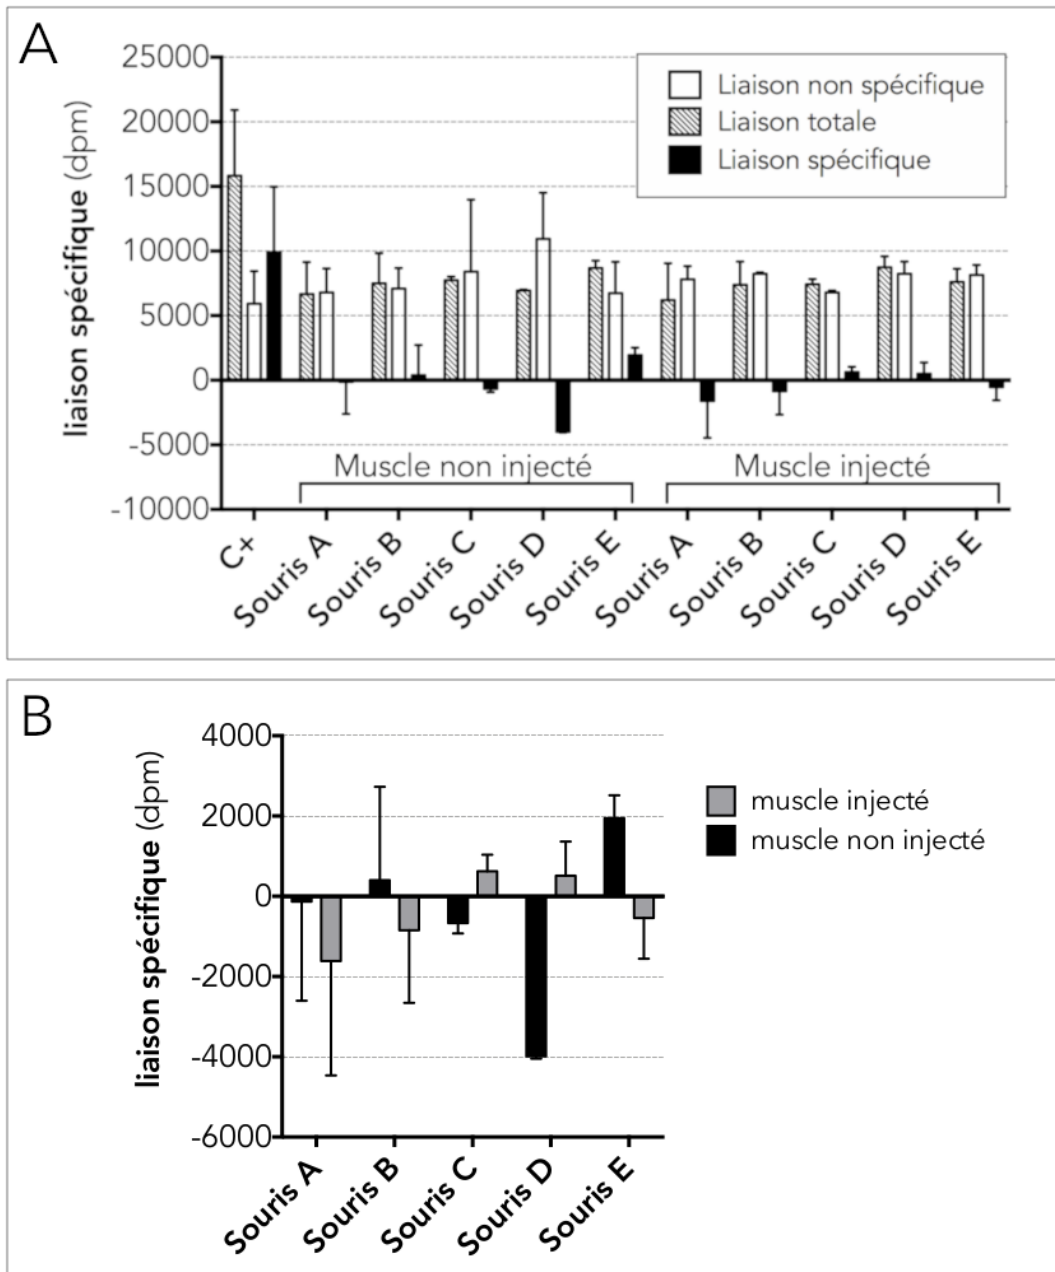 A
25000
20000
15000
10000
5000
0
-5000
-10000
liaison spécifique (dpm)
Liaison non spécifique
Liaison totale
Liaison spécifique
Muscle non injecté
Muscle injecté
C+
Souris A
Souris B
Souris C
Souris D
Souris E
Souris A
Souris B
Souris C
Souris D
Souris E
B
4000
2000
0
-2000
-4000
-6000
liaison spécifique (dpm)
muscle injecté
muscle non injecté
Souris A
Souris B
Souris C
Souris D
Souris E